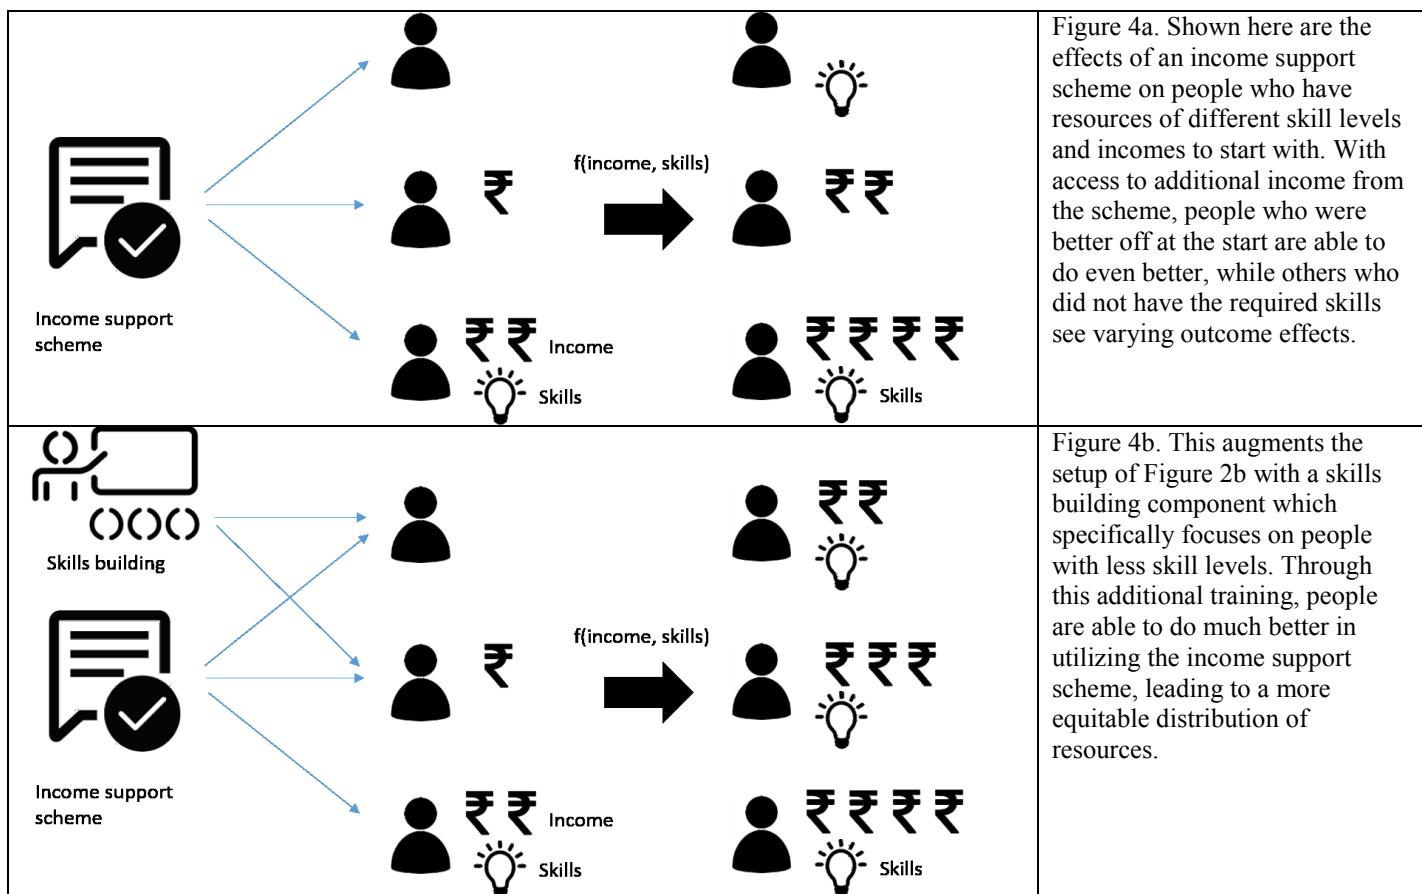 Figure 4a. Shown here are the
effects of an income support
scheme on people who have
resources of different skill levels
and incomes to start with. With
access to additional income from
the scheme, people who were
better off at the start are able to
do even better, while others who
did not have the required skills
see varying outcome effects.
₹
f(income, skills)
₹ ₹
Income support
scheme
₹ ₹ Income
Skills
₹ ₹ ₹ ₹
Skills
Figure 4b. This augments the
setup of Figure 2b with a skills
building component which
specifically focuses on people
with less skill levels. Through
this additional training, people
are able to do much better in
utilizing the income support
scheme, leading to a more
equitable distribution of
resources.
Skills building
₹ ₹
₹
f(income, skills)
₹ ₹ ₹
Income support
scheme
₹ ₹ Income
Skills
₹ ₹ ₹ ₹
Skills